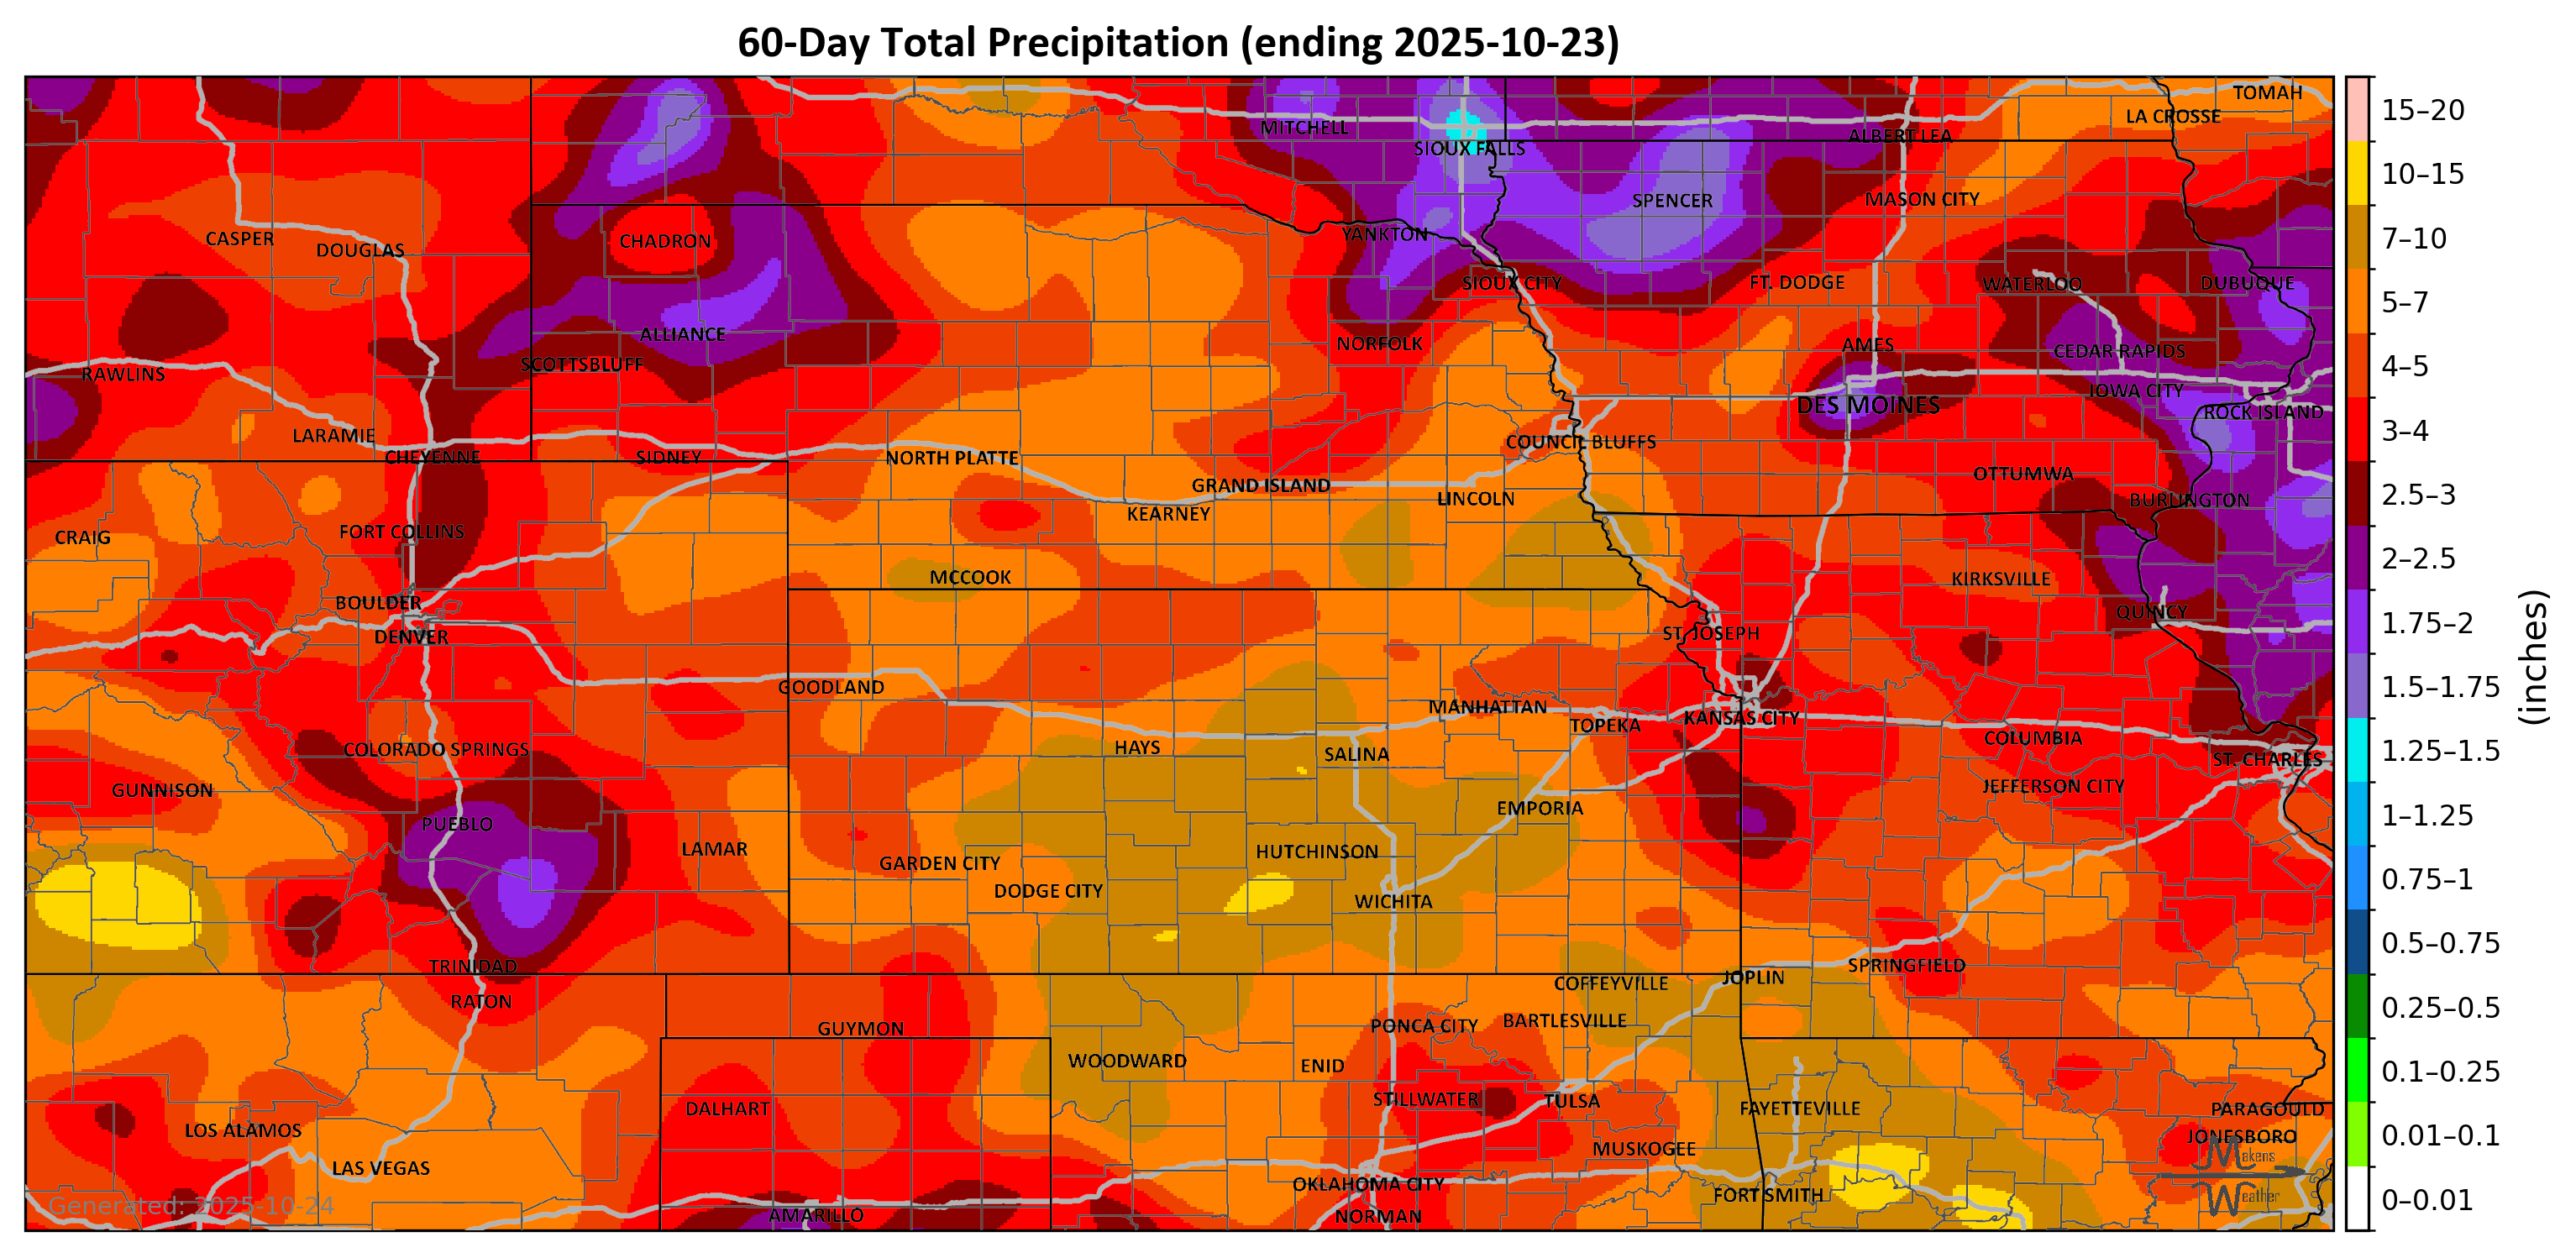 60-Day Total Precipitation (ending 2025-10-23)
TOMAH
LA CROSSE
MITCHELL
ALBERT LEA
SIOUX FALLS
SPENCER
MASON CITY
CASPER
DOUGLAS
CHADRON
YANKTON
SIOUX CITY
FT. DODGE
WATERLOO
DUBUQUE
ALLIANCE
NORFOLK
AMES
CEDAR RAPIDS
SCOTTSBLUFF
RAWLINS
IOWA CITY
DES MOINES
ROCK ISLAND
LARAMIE
COUNCIL BLUFFS
CHEYENNE
SIDNEY
NORTH PLATTE
OTTUMWA
GRAND ISLAND
LINCOLN
BURLINGTON
KEARNEY
CRAIG
FORT COLLINS
MCCOOK
KIRKSVILLE
BOULDER
QUINCY
DENVER
ST. JOSEPH
GOODLAND
MANHATTAN
TOPEKA
KANSAS CITY
COLUMBIA
COLORADO SPRINGS
HAYS
SALINA
ST. CHARLES
GUNNISON
JEFFERSON CITY
EMPORIA
PUEBLO
LAMAR
HUTCHINSON
GARDEN CITY
DODGE CITY
WICHITA
TRINIDAD
SPRINGFIELD
JOPLIN
COFFEYVILLE
RATON
GUYMON
PONCA CITY
BARTLESVILLE
WOODWARD
ENID
DALHART
STILLWATER
TULSA
FAYETTEVILLE
PARAGOULD
LOS ALAMOS
JONESBORO
MUSKOGEE
LAS VEGAS
OKLAHOMA CITY
FORT SMITH
AMARILLO
NORMAN
Generated: 2025-10-24
Makens
Weather
15–20
10–15
7–10
5–7
4–5
3–4
2.5–3
2–2.5
1.75–2
1.5–1.75
1.25–1.5
1–1.25
0.75–1
0.5–0.75
0.25–0.5
0.1–0.25
0.01–0.1
0–0.01
(inches)